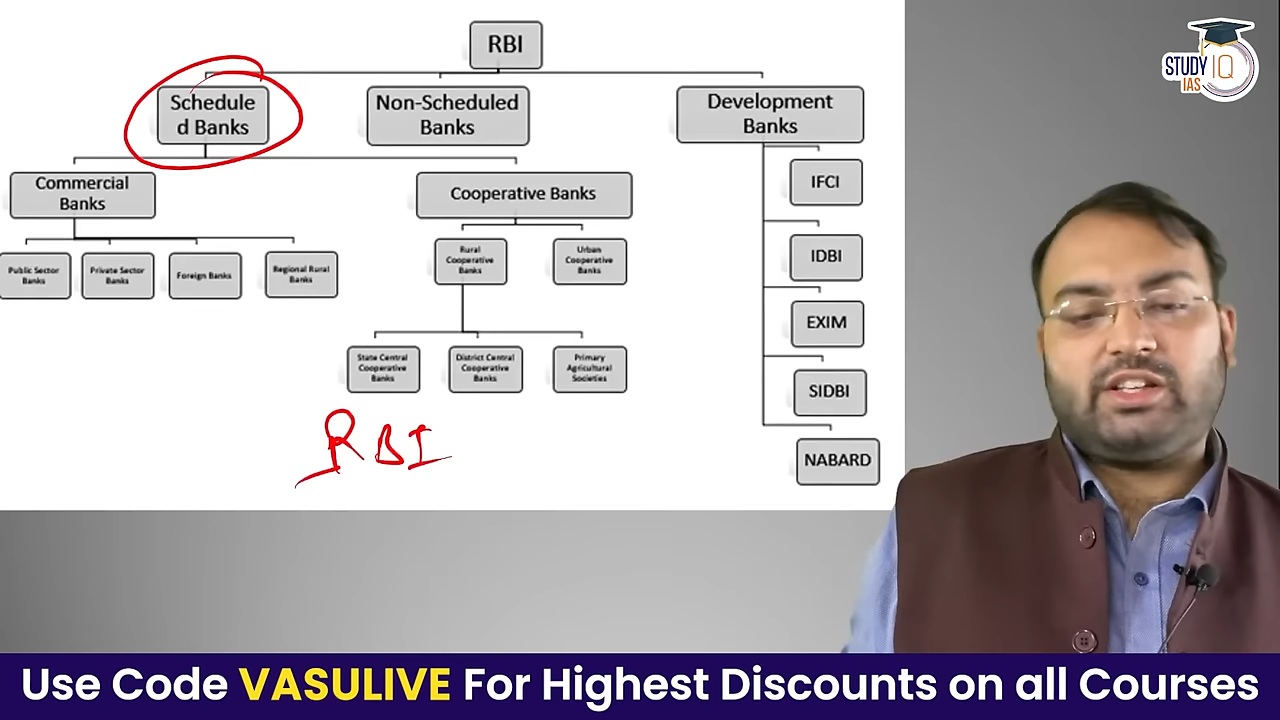 RBI
STUDY IQ
IAS
Schedule
d Banks
Non-Scheduled
Banks
Development
Banks
Commercial
Banks
Cooperative Banks
IFCI
Public Sector
Banks
Private Sector
Banks
Foreign Banks
Regional Rural
Banks
Rural
Cooperative
Banks
Urban
Cooperative
Banks
IDBI
EXIM
State Central
Cooperative
Banks
District Central
Cooperative
Banks
Primary
Agricultural
Societies
SIDBI
RBI
NABARD
Use Code VASULIVE For Highest Discounts on all Courses